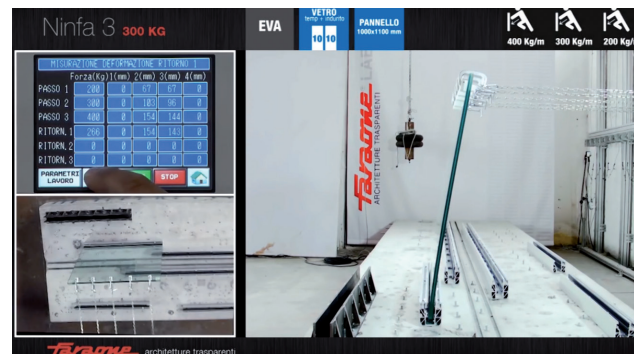 Ninfa 3 300 KG
EVA
VETRO
temp + indurito
10 10
PANNELLO
1000x1100 mm
400 Kg/m
300 Kg/m
200 Kg/
MISURAZIONE DEFORMAZIONE RITORNO 1
Forza(Kg) 1(mm) 2(mm) 3(mm) 4(mm)
PASSO 1 200 0 67 67 0
PASSO 2 300 0 103 96 0
PASSO 3 400 0 154 144 0
RITORN. 1 266 0 154 143 0
RITORN. 2 0 0 0 0 0
RITORN. 3 0 0 0 0 0
PARAMETRI
LAVORO
STOP
Faraone LAB
ARCHITETTURE TRASPARENTI
Faraone architetture trasparenti